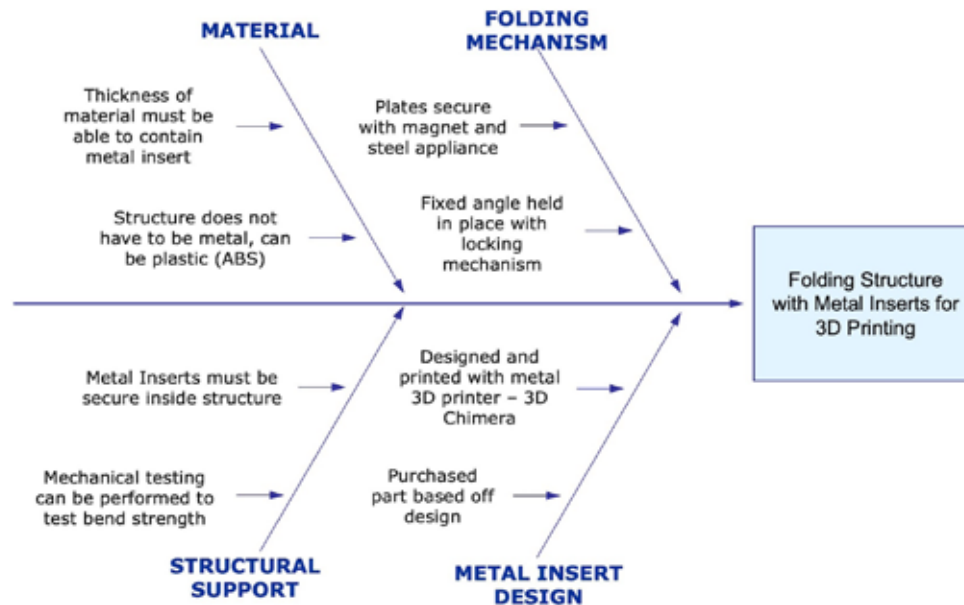 MATERIAL
FOLDING
MECHANISM
Thickness of
material must be
able to contain
metal insert
Plates secure
with magnet and
steel appliance
Structure does not
have to be metal, can
be plastic (ABS)
Fixed angle held
in place with
locking
mechanism
Folding Structure
with Metal Inserts for
3D Printing
Metal Inserts must be
secure inside structure
Designed and
printed with metal
3D printer – 3D
Chimera
Mechanical testing
can be performed to
test bend strength
Purchased
part based off
design
STRUCTURAL
SUPPORT
METAL INSERT
DESIGN